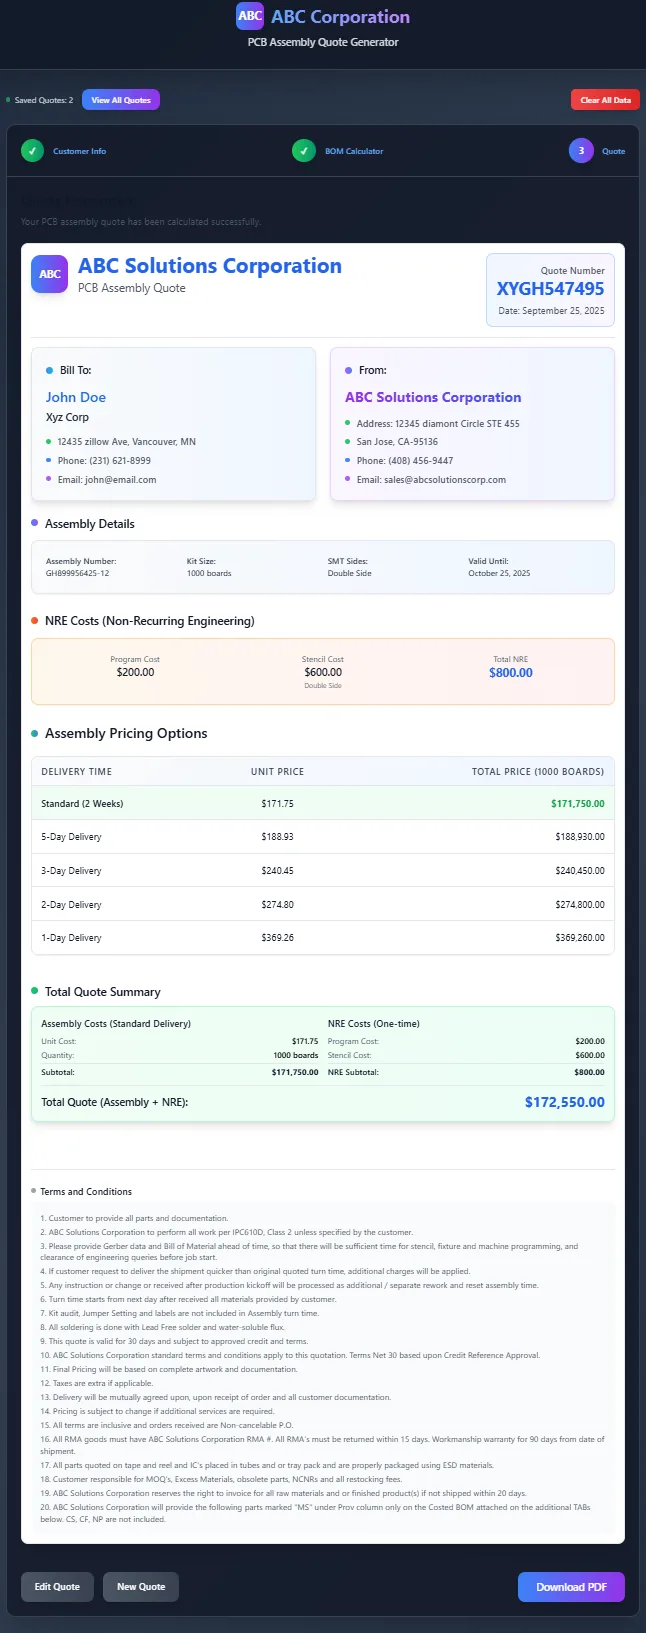 ABC
ABC Corporation
PCB Assembly Quote Generator
Saved Quotes: 2
View All Quotes
Clear All Data
Customer Info
BOM Calculator
3
Quote
Your PCB assembly quote has been calculated successfully.
ABC
ABC Solutions Corporation
PCB Assembly Quote
Quote Number
XYGH547495
Date: September 25, 2025
Bill To:
John Doe
Xyz Corp
12435 zillow Ave, Vancouver, MN
Phone: (231) 621-8999
Email: john@email.com
From:
ABC Solutions Corporation
Address: 12345 diamont Circle STE 455
San Jose, CA-95136
Phone: (408) 456-9447
Email: sales@abcsolutionscorp.com
Assembly Details
Assembly Number:
GH899956425-12
Kit Size:
1000 boards
SMT Sides:
Double Side
Valid Until:
October 25, 2025
NRE Costs (Non-Recurring Engineering)
Program Cost
$200.00
Stencil Cost
$600.00
Double Side
Total NRE
$800.00
Assembly Pricing Options
DELIVERY TIME UNIT PRICE TOTAL PRICE (1000 BOARDS)
Standard (2 Weeks) $171.75 $171,750.00
5-Day Delivery $188.93 $188,930.00
3-Day Delivery $240.45 $240,450.00
2-Day Delivery $274.80 $274,800.00
1-Day Delivery $369.26 $369,260.00
Total Quote Summary
Assembly Costs (Standard Delivery)
Unit Cost: $171.75
Quantity: 1000 boards
Subtotal: $171,750.00
NRE Costs (One-time)
Program Cost: $200.00
Stencil Cost: $600.00
NRE Subtotal: $800.00
Total Quote (Assembly + NRE): $172,550.00
Terms and Conditions
1. Customer to provide all parts and documentation.
2. ABC Solutions Corporation to perform all work per IPC610D, Class 2 unless specified by the customer.
3. Please provide Gerber data and Bill of Material ahead of time, so that there will be sufficient time for stencil, fixture and machine programming, and
clearance of engineering queries before job start.
4. If customer request to deliver the shipment quicker than original quoted turn time, additional charges will be applied.
5. Any instruction or change or received after production kickoff will be processed as additional / separate rework and reset assembly time.
6. Turn time starts from next day after received all materials provided by customer.
7. Kit audit, Jumper Setting and labels are not included in Assembly turn time.
8. All soldering is done with Lead Free solder and water-soluble flux.
9. This quote is valid for 30 days and subject to approved credit and terms.
10. ABC Solutions Corporation standard terms and conditions apply to this quotation. Terms Net 30 based upon Credit Reference Approval.
11. Final Pricing will be based on complete artwork and documentation.
12. Taxes are extra if applicable.
13. Delivery will be mutually agreed upon, upon receipt of order and all customer documentation.
14. Pricing is subject to change if additional services are required.
15. All terms are inclusive and orders received are Non-cancelable P.O.
16. All RMA goods must have ABC Solutions Corporation RMA #. All RMA's must be returned within 15 days. Workmanship warranty for 90 days from date of
shipment.
17. All parts quoted on tape and reel and IC's placed in tubes and or tray pack and are properly packaged using ESD materials.
18. Customer responsible for MOQ's, Excess Materials, obsolete parts, NCNRs and all restocking fees.
19. ABC Solutions Corporation reserves the right to invoice for all raw materials and or finished product(s) if not shipped within 20 days.
20. ABC Solutions Corporation will provide the following parts marked "MS" under Prov column only on the Costed BOM attached on the additional TABs
below. CS, CF, NP are not included.
Edit Quote
New Quote
Download PDF